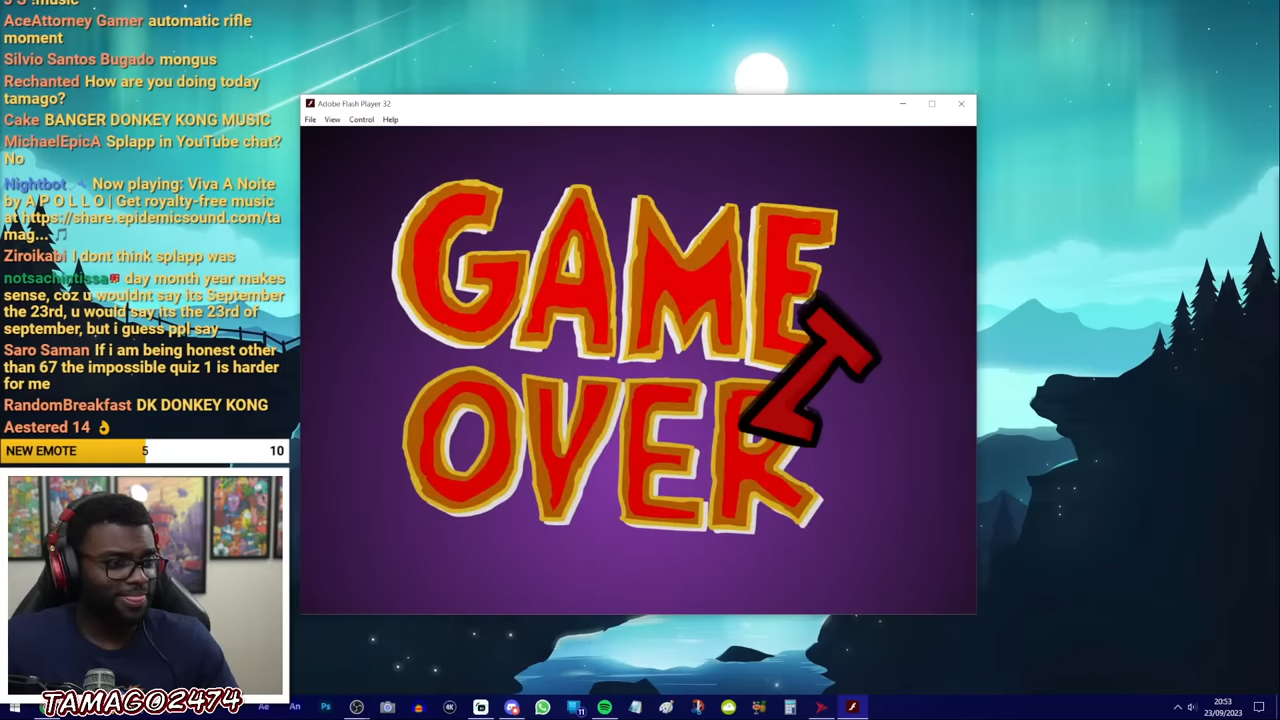 J S !music
AceAttorney Gamer automatic rifle
moment
Silvio Santos Bugado mongus
Rechanted How are you doing today
tamago?
Cake BANGER DONKEY KONG MUSIC
MichaelEpicA Splapp in YouTube chat?
No
Nightbot Now playing: Viva A Noite
by A P O L L O | Get royalty-free music
at https://share.epidemicsound.com/ta
mag...
Ziroikabi I dont think splapp was
notsachintissa day month year makes
sense, coz u wouldnt say its September
the 23rd, u would say its the 23rd of
september, but i guess ppl say
Saro Saman If i am being honest other
than 67 the impossible quiz 1 is harder
for me
RandomBreakfast DK DONKEY KONG
Aestered 14 👌
NEW EMOTE 5 10
Adobe Flash Player 32
File View Control Help
GAME
OVER
TAMAGO2474
Ae An Ps 4K 11
20:53
23/09/2023